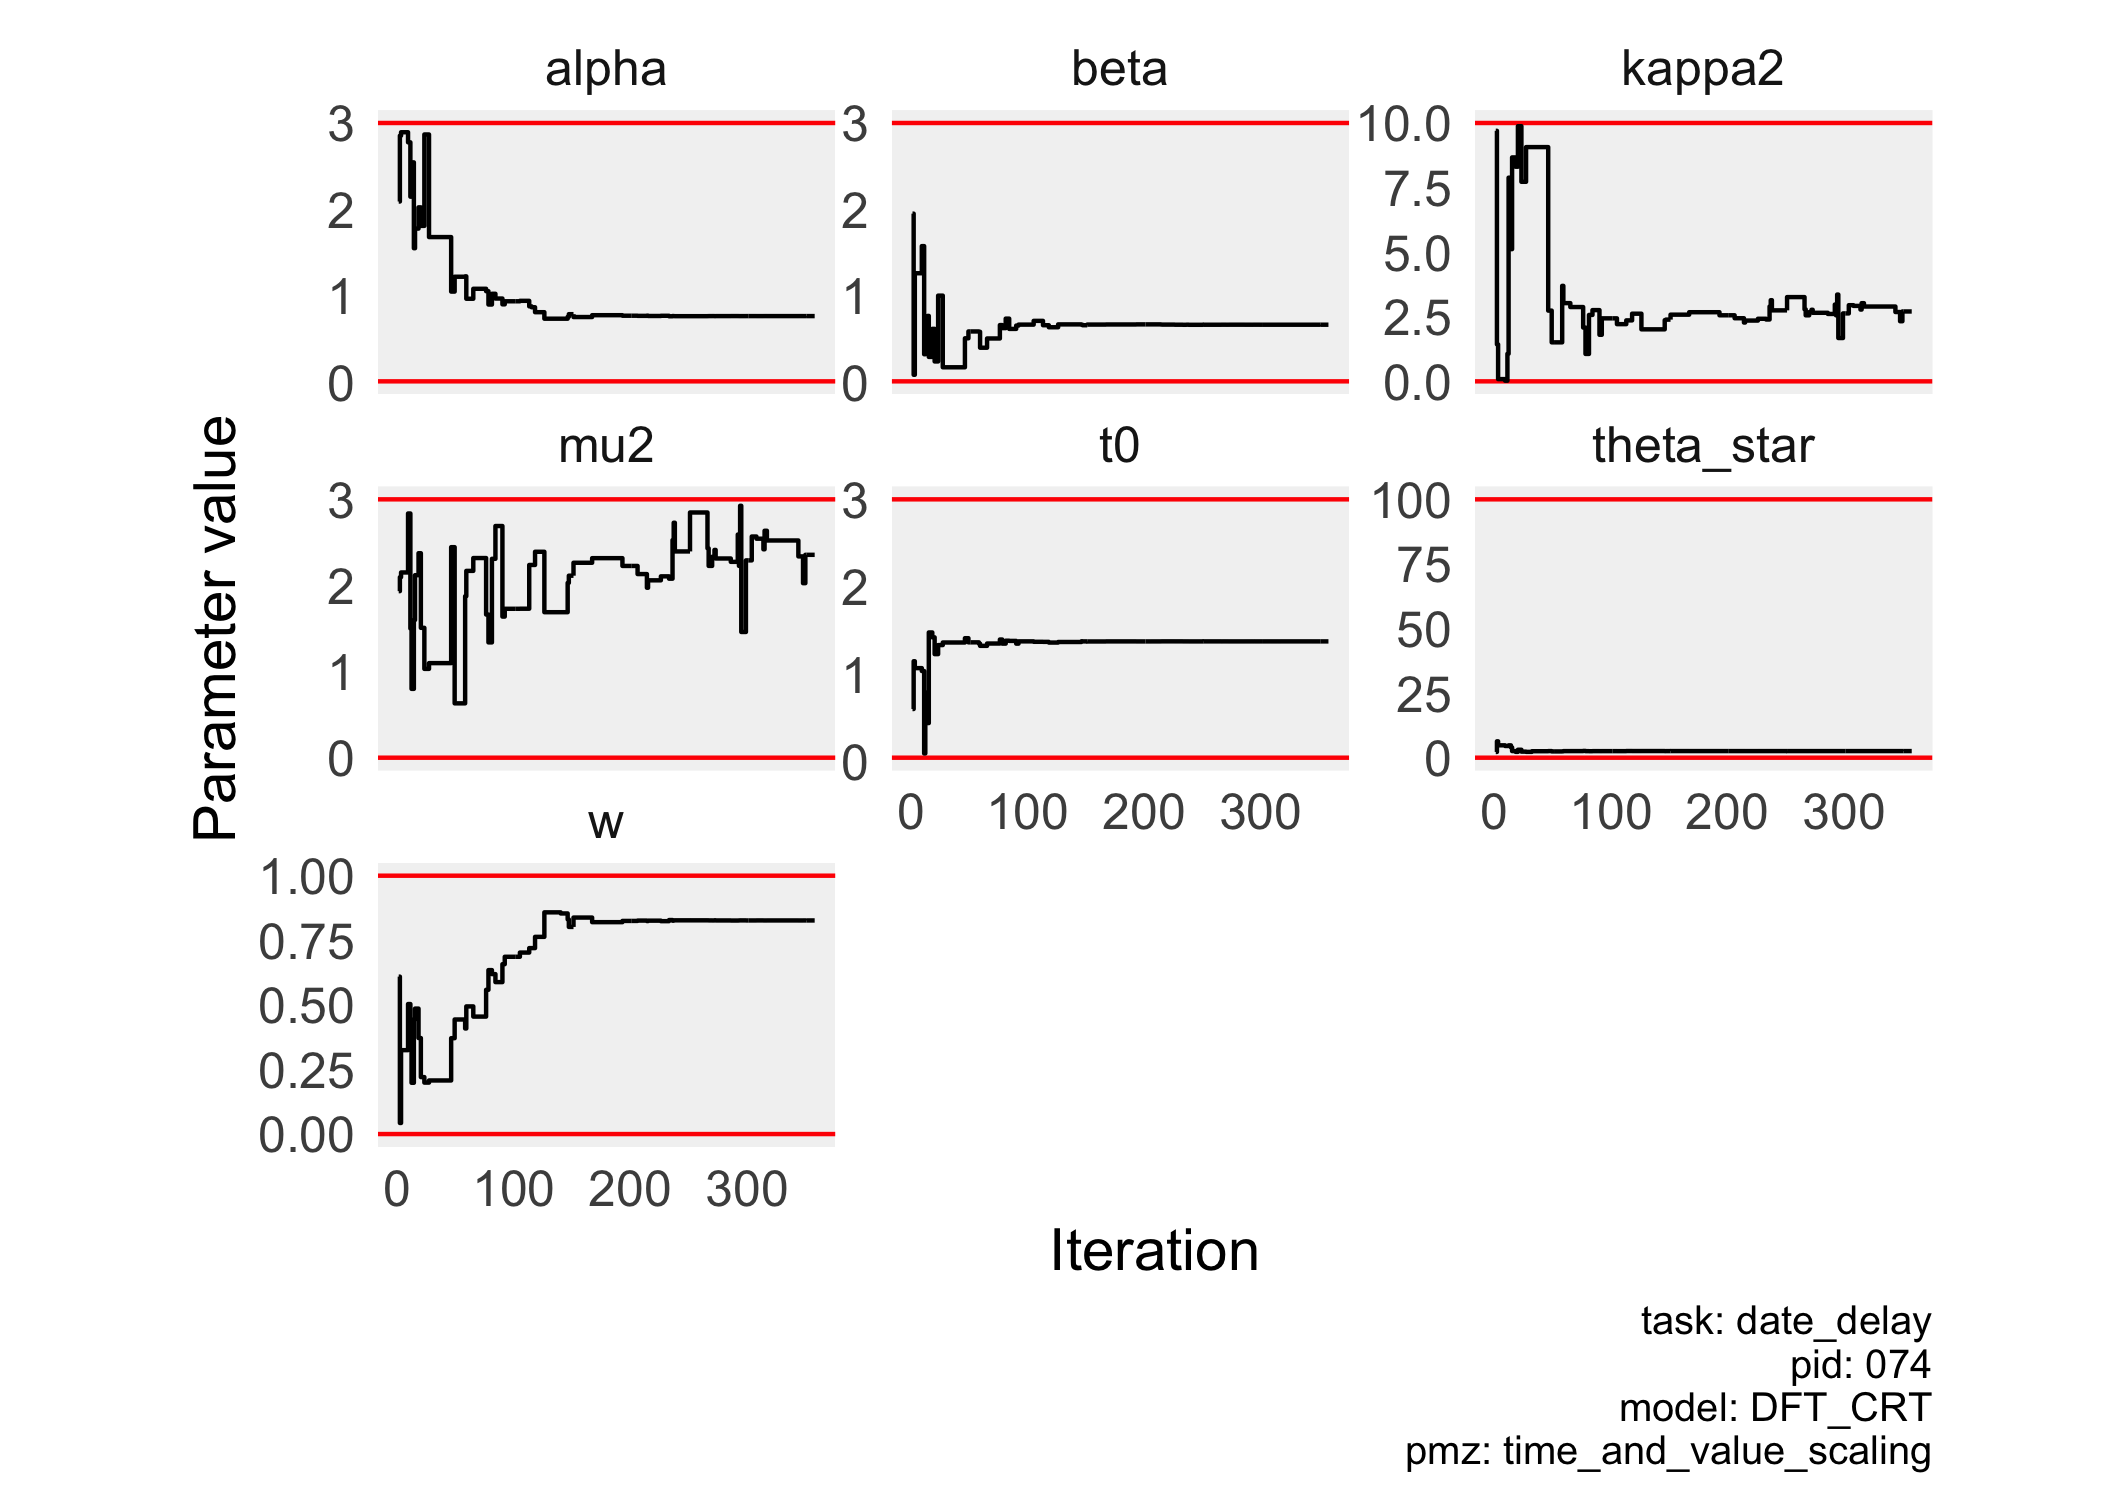 alpha
beta
kappa2
3
2
1
0
3
2
1
0
10.0
7.5
5.0
2.5
0.0
mu2
t0
theta_star
3
2
1
0
3
2
1
0
100
75
50
25
0
0 100 200 300
0 100 200 300
w
1.00
0.75
0.50
0.25
0.00
0 100 200 300
Parameter value
Iteration
task: date_delay
pid: 074
model: DFT_CRT
pmz: time_and_value_scaling